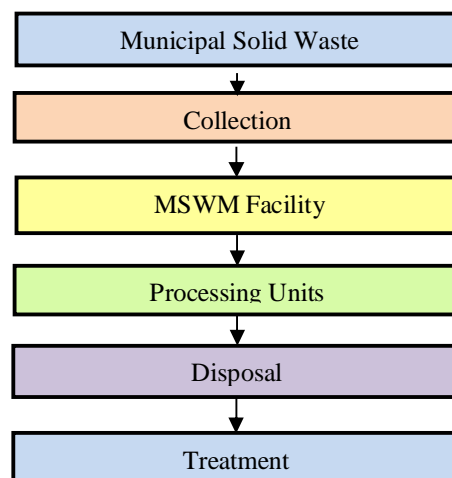 Municipal Solid Waste
Collection
MSWM Facility
Processing Units
Disposal
Treatment